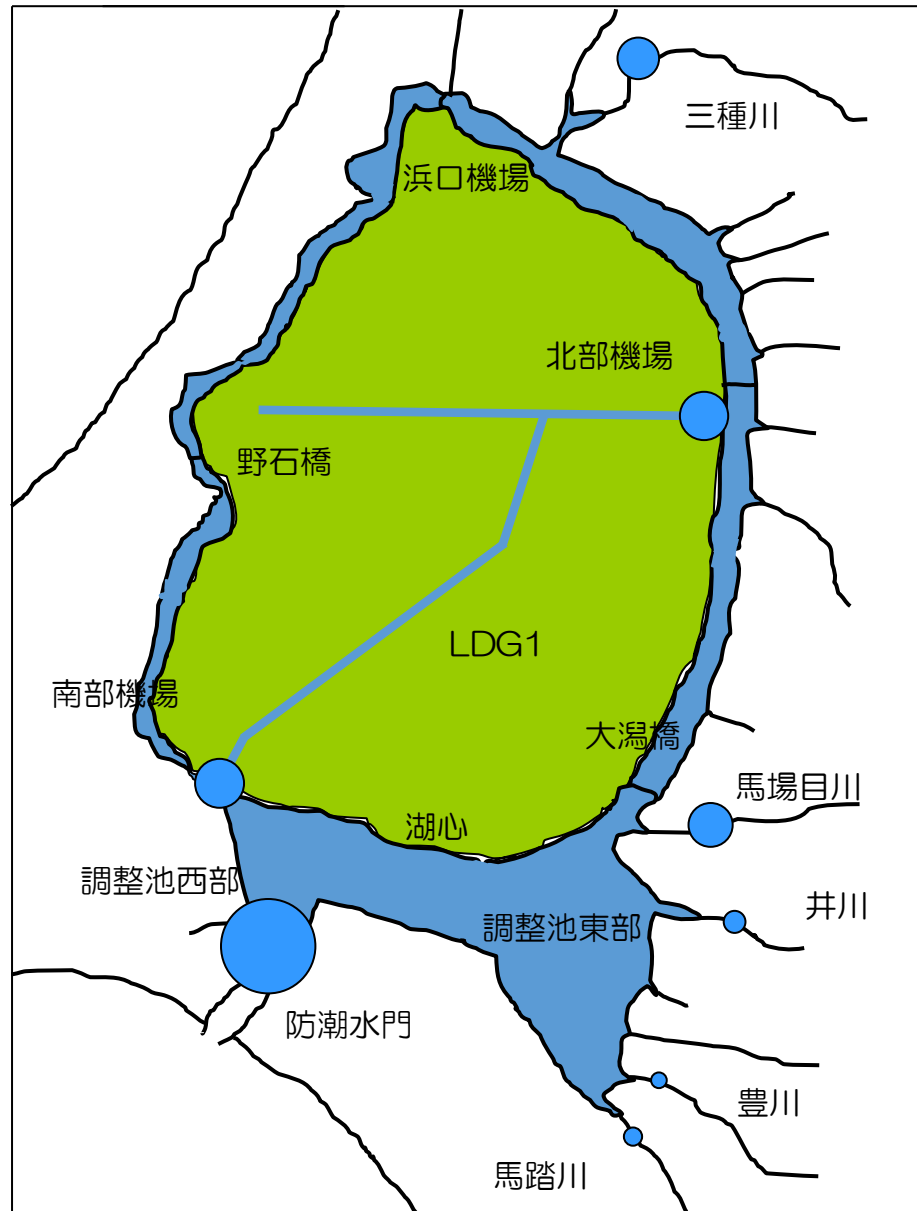 三種川
浜口機場
北部機場
野石橋
LDG1
南部機場
大潟橋
馬場目川
湖心
調整池西部
井川
調整池東部
防潮水門
豊川
馬踏川